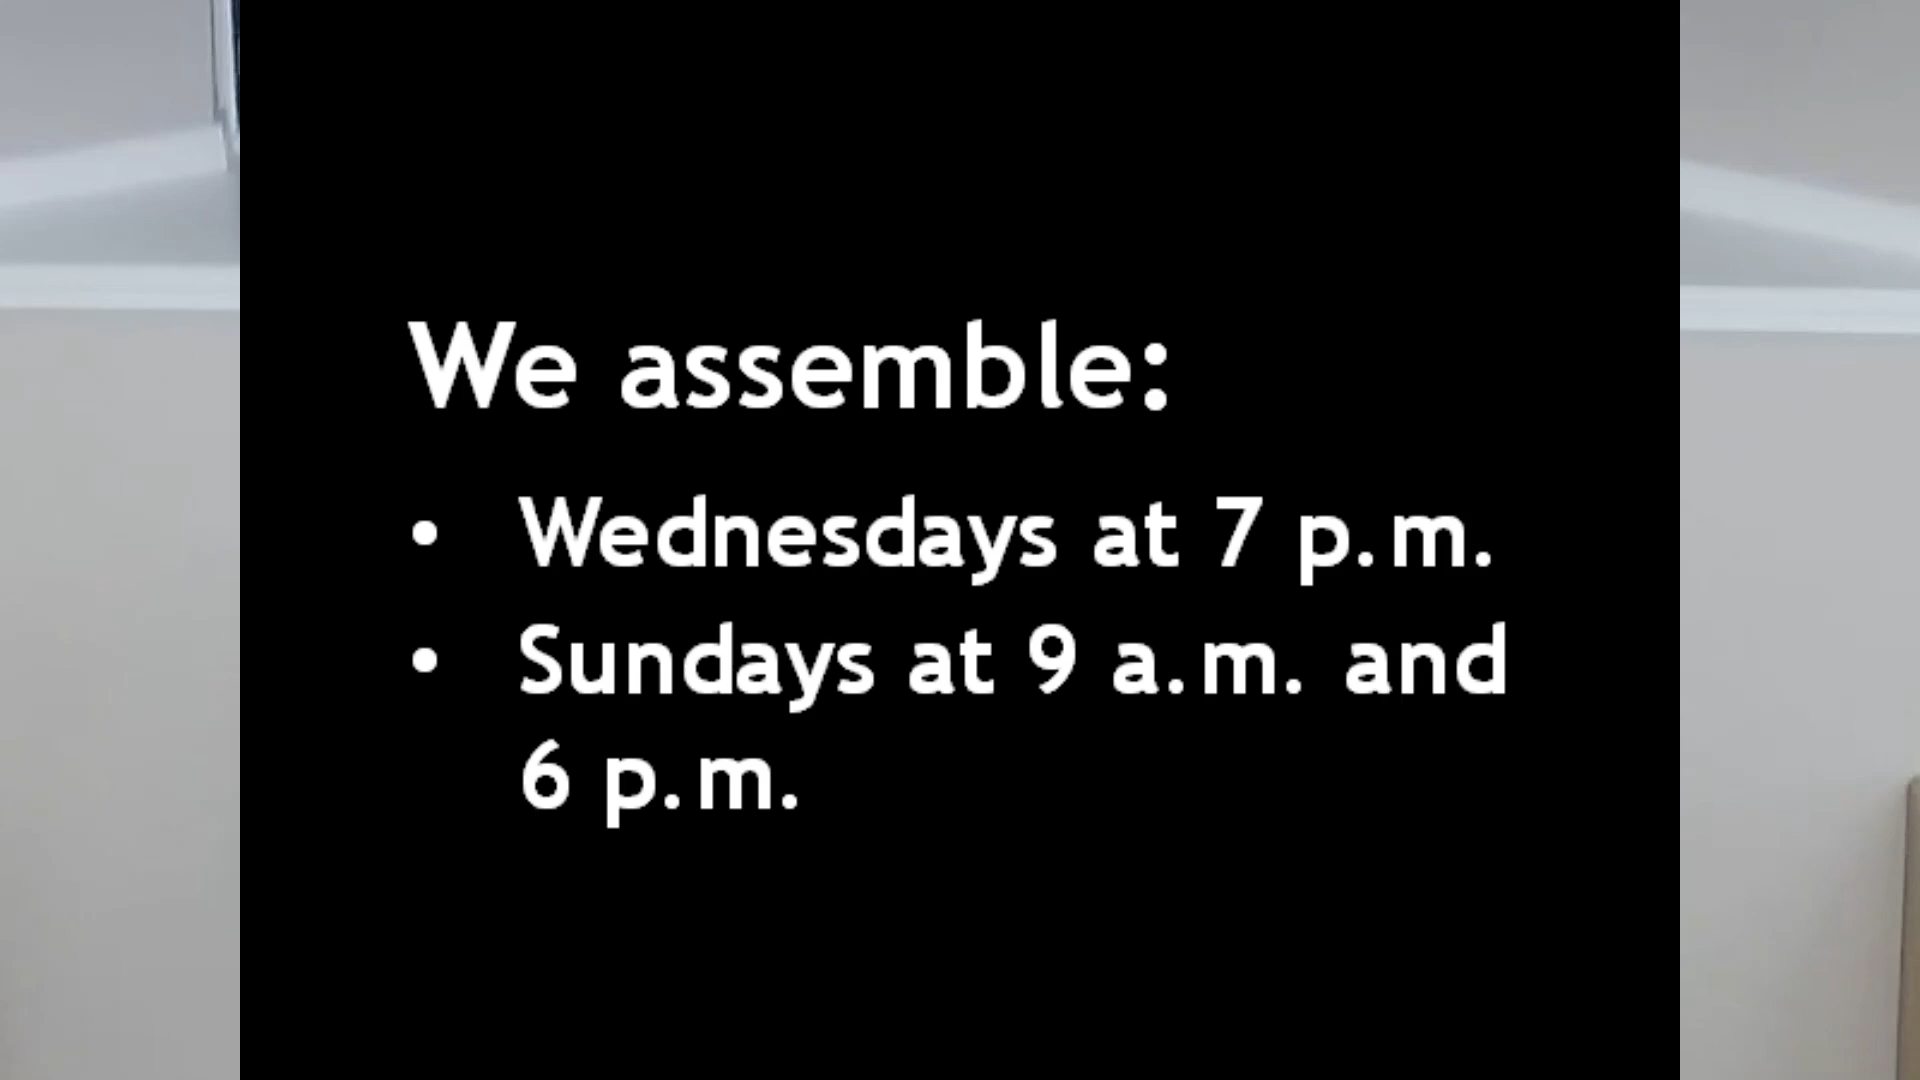 We assemble:
• Wednesdays at 7 p.m.
• Sundays at 9 a.m. and
6 p.m.